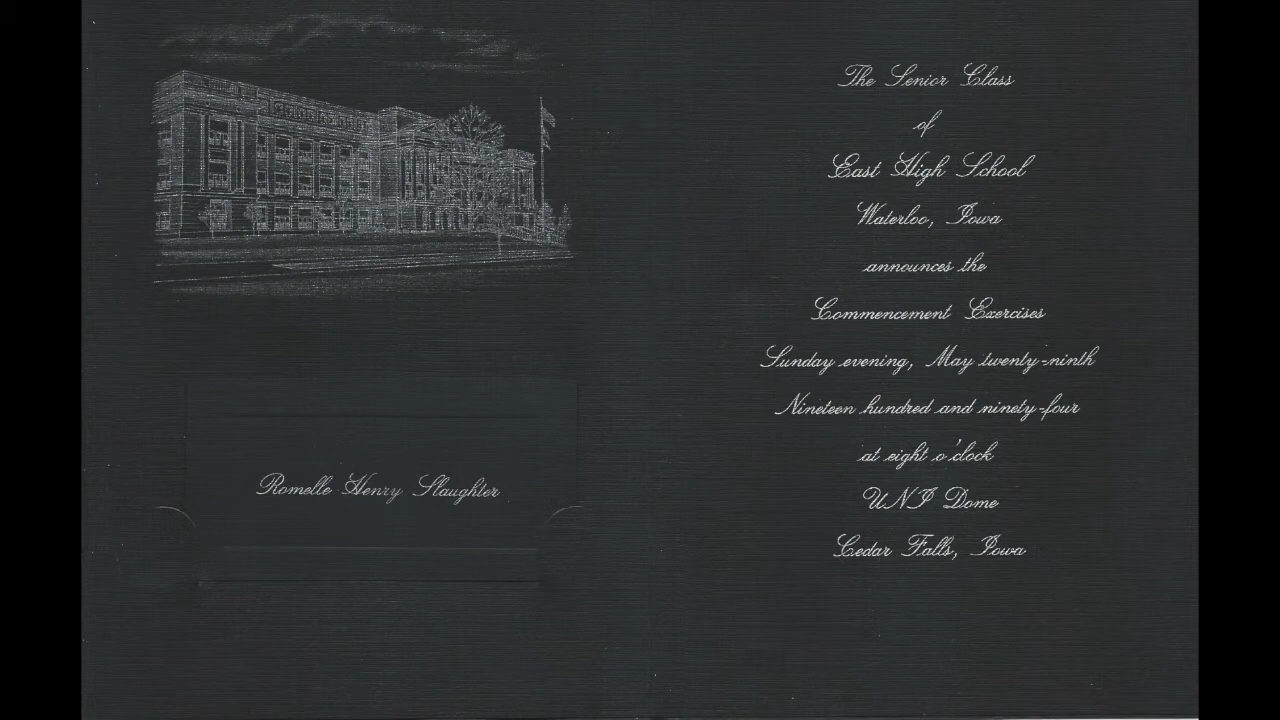 Romelle Henry Slaughter
The Senior Class
of
East High School
Waterloo, Iowa
announces the
Commencement Exercises
Sunday evening, May twenty-ninth
Nineteen hundred and ninety-four
at eight o'clock
UNI Dome
Cedar Falls, Iowa